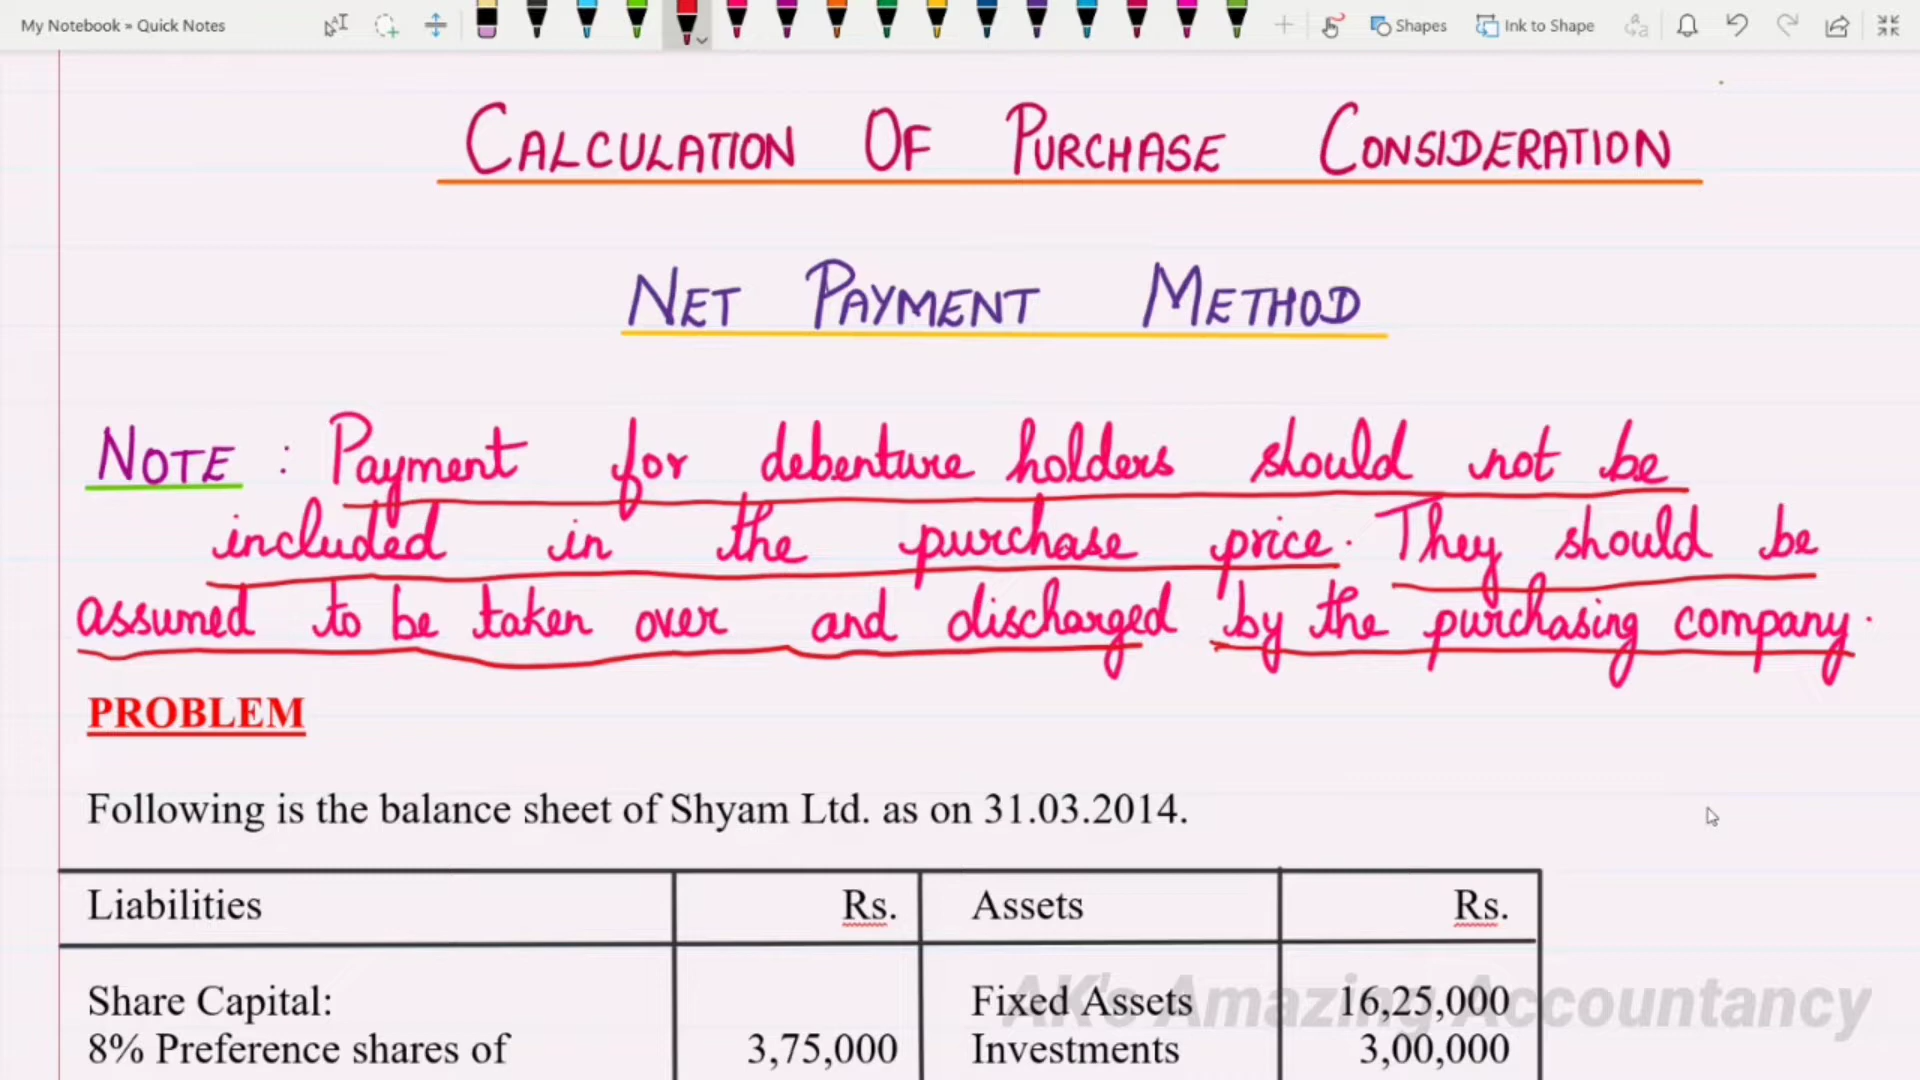 My Notebook » Quick Notes
Shapes
Ink to Shape
CALCULATION OF PURCHASE CONSIDERATION
NET PAYMENT METHOD
NOTE : Payment for debenture holders should not be
included in the purchase price. They should be
assumed to be taken over and discharged by the purchasing company.
PROBLEM
Following is the balance sheet of Shyam Ltd. as on 31.03.2014.
Liabilities Rs. Assets Rs.
Share Capital: Fixed Assets 16,25,000
8% Preference shares of 3,75,000 Investments 3,00,000
AK's Amazing Accountancy